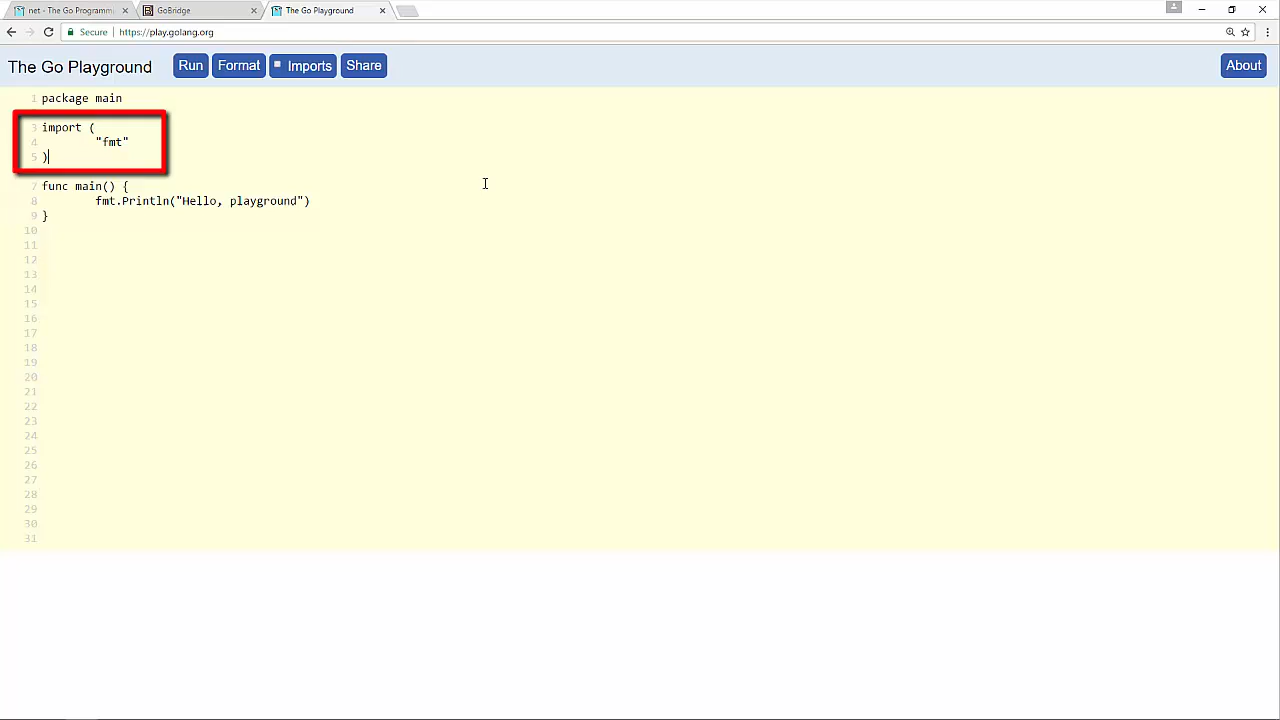 net - The Go Programm
GoBridge
The Go Playground
Secure
https://play.golang.org
The Go Playground
Run
Format
Imports
Share
About
1 package main
3 import (
4 "fmt"
5 )
7 func main() {
8 fmt.Println("Hello, playground")
9 }
10
11
12
13
14
15
16
17
18
19
20
21
22
23
24
25
26
27
28
29
30
31